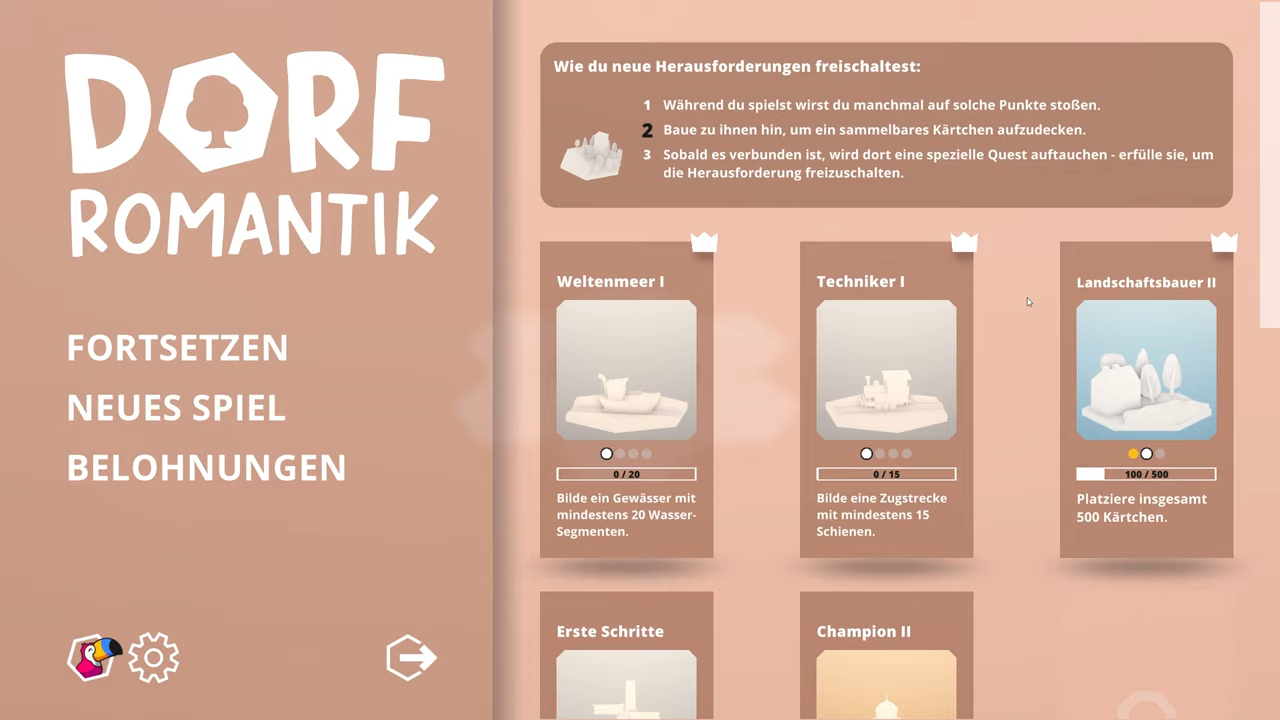 DORF
ROMANTIK
FORTSETZEN
NEUES SPIEL
BELOHNUNGEN
Wie du neue Herausforderungen freischaltest:
1 Während du spielst wirst du manchmal auf solche Punkte stoßen.
2 Baue zu ihnen hin, um ein sammelbares Kärtchen aufzudecken.
3 Sobald es verbunden ist, wird dort eine spezielle Quest auftauchen - erfülle sie, um
die Herausforderung freizuschalten.
Weltenmeer I
0 / 20
Bilde ein Gewässer mit
mindestens 20 Wasser-
Segmenten.
Techniker I
0 / 15
Bilde eine Zugstrecke
mit mindestens 15
Schienen.
Landschaftsbauer II
100 / 500
Platziere insgesamt
500 Kärtchen.
Erste Schritte
Champion II